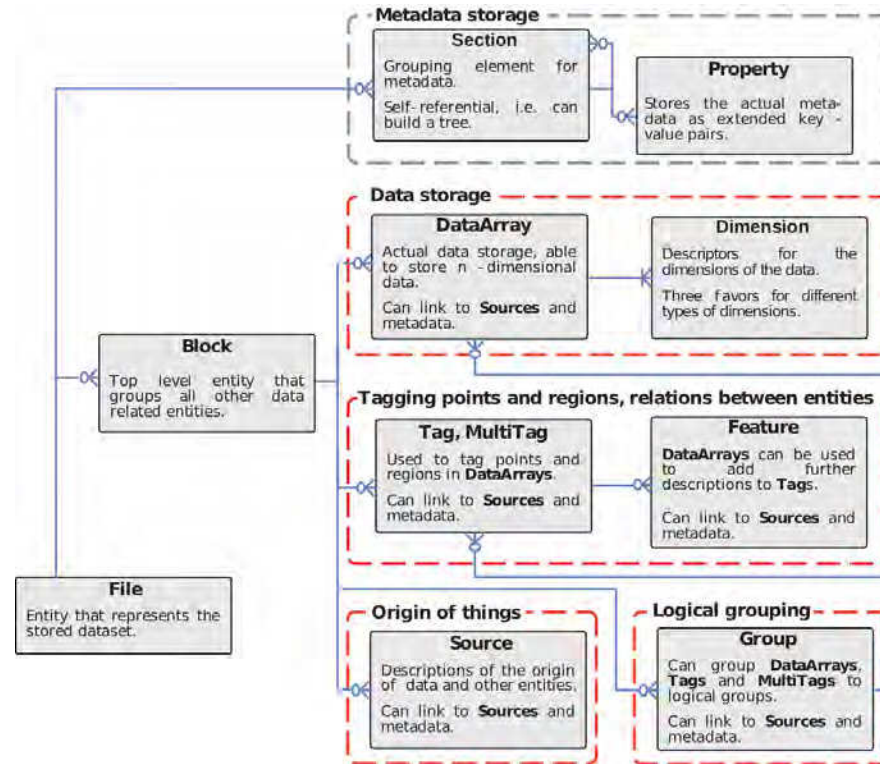 Metadata storage
Section
Grouping element for
metadata.
Self-referential, i.e. can
build a tree.
Property
Stores the actual meta-
data as extended key -
value pairs.
Data storage
DataArray
Actual data storage, able
to store n -dimensional
data.
Can link to Sources and
metadata.
Dimension
Descriptors for the
dimensions of the data.
Three favors for different
types of dimensions.
Block
Top level entity that
groups all other data
related entities.
Tagging points and regions, relations between entities
Tag, MultiTag
Used to tag points and
regions in DataArrays.
Can link to Sources and
metadata.
Feature
DataArrays can be used
to add further
descriptions to Tags.
Can link to Sources and
metadata.
File
Entity that represents the
stored dataset.
Origin of things
Source
Descriptions of the origin
of data and other entities.
Can link to Sources and
metadata.
Logical grouping
Group
Can group DataArrays,
Tags and MultiTags to
logical groups.
Can link to Sources and
metadata.